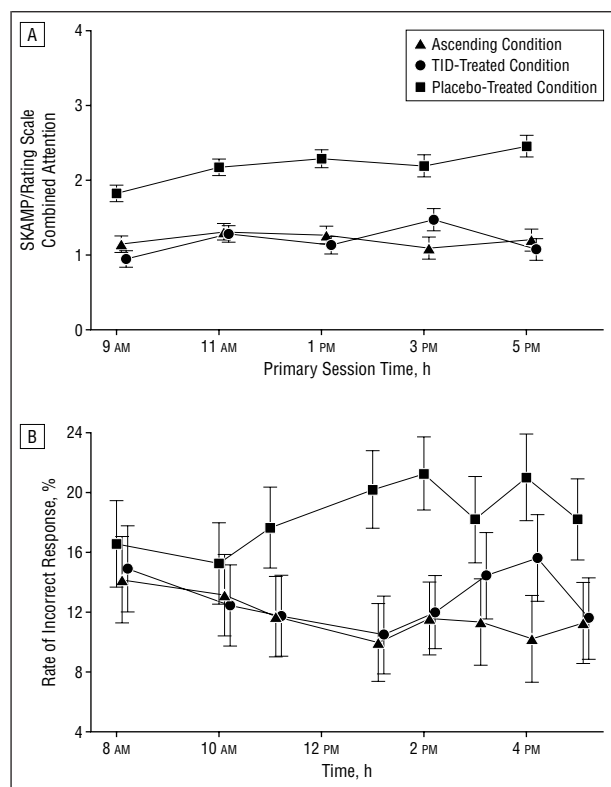 A
Ascending Condition
TID-Treated Condition
Placebo-Treated Condition
4
3
2
1
0
SKAMP/Rating Scale
Combined Attention
9 AM
11 AM
1 PM
3 PM
5 PM
Primary Session Time, h
B
24
20
16
12
8
4
Rate of Incorrect Response, %
8 AM
10 AM
12 PM
2 PM
4 PM
Time, h